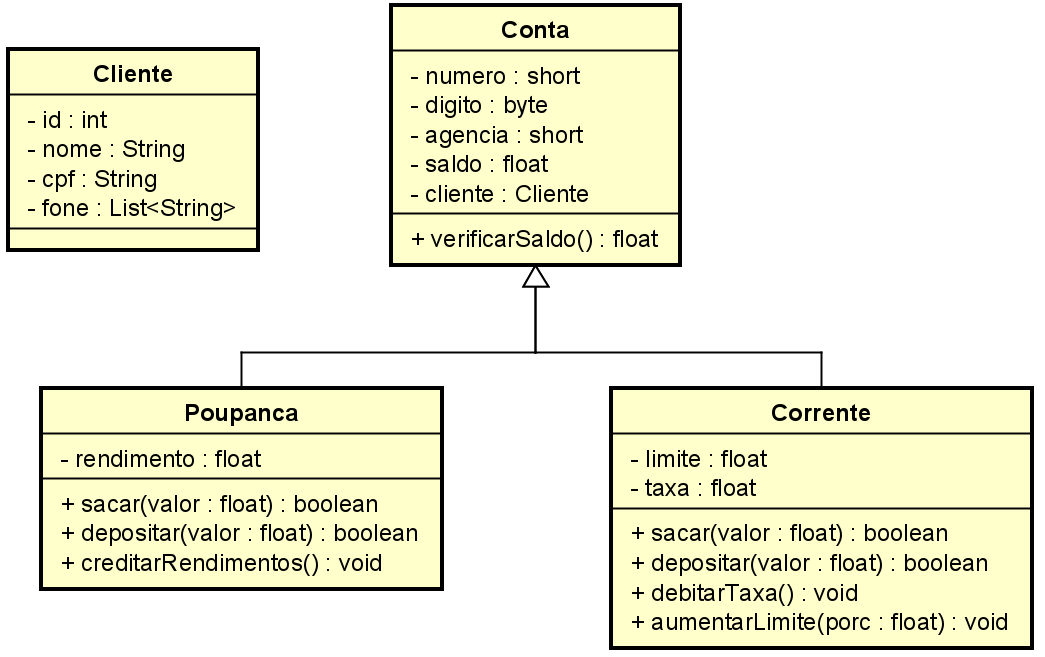 Cliente
- id : int
- nome : String
- cpf : String
- fone : List<String>
Conta
- numero : short
- digito : byte
- agencia : short
- saldo : float
- cliente : Cliente
+ verificarSaldo() : float
Poupanca
- rendimento : float
+ sacar(valor : float) : boolean
+ depositar(valor : float) : boolean
+ creditarRendimentos() : void
Corrente
- limite : float
- taxa : float
+ sacar(valor : float) : boolean
+ depositar(valor : float) : boolean
+ debitarTaxa() : void
+ aumentarLimite(porc : float) : void